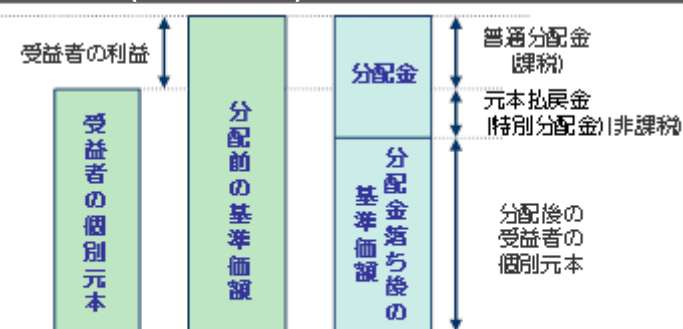 受益者の利益
受益者の個別元本
分配前の基準価額
分配金
分配金落ち後の
基準価額
普通分配金
(課税)
元本払戻金
(特別分配金)(非課税)
分配後の
受益者の
個別元本